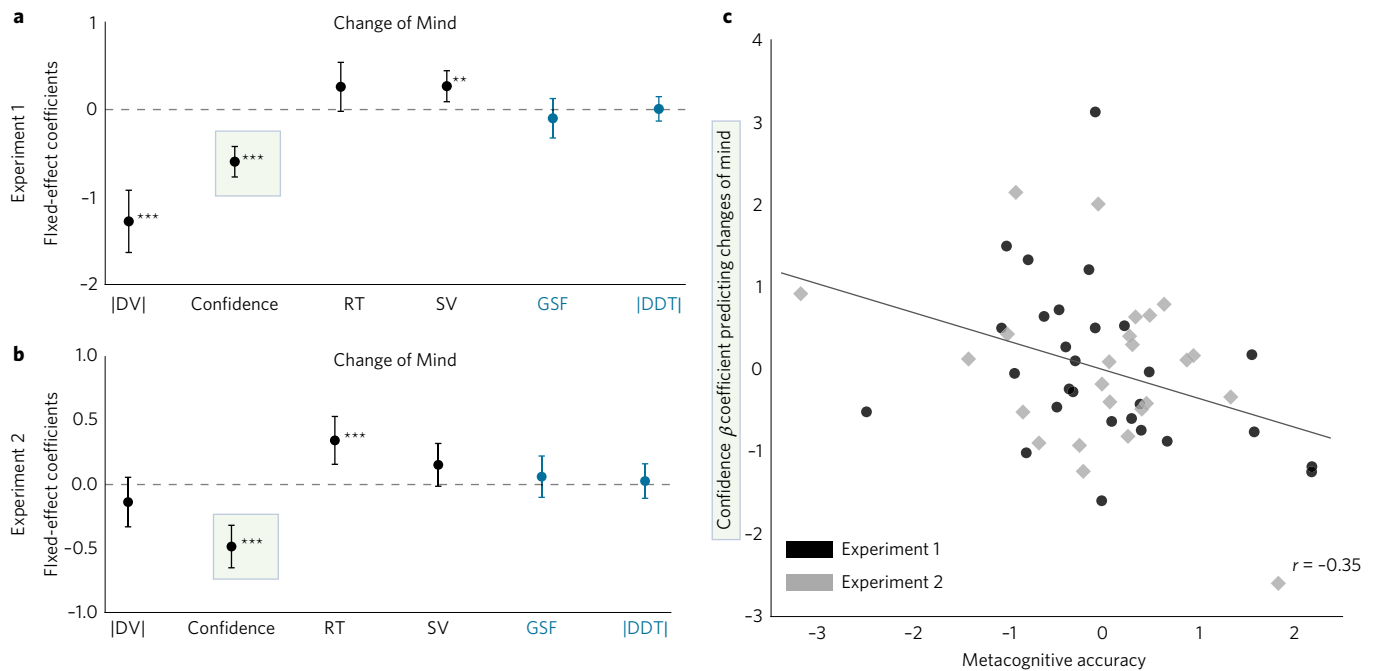 a
Change of Mind
Experiment 1
FIxed-effect coefficients
1
0
–1
–2
***
***
**
|DV|
Confidence
RT
SV
GSF
|DDT|
b
Change of Mind
Experiment 2
FIxed-effect coefficients
1.0
0.5
0.0
–0.5
–1.0
***
***
|DV|
Confidence
RT
SV
GSF
|DDT|
c
Confidence β coefficient predicting changes of mind
4
3
2
1
0
–1
–2
–3
Experiment 1
Experiment 2
r = –0.35
–3
–2
–1
0
1
2
Metacognitive accuracy